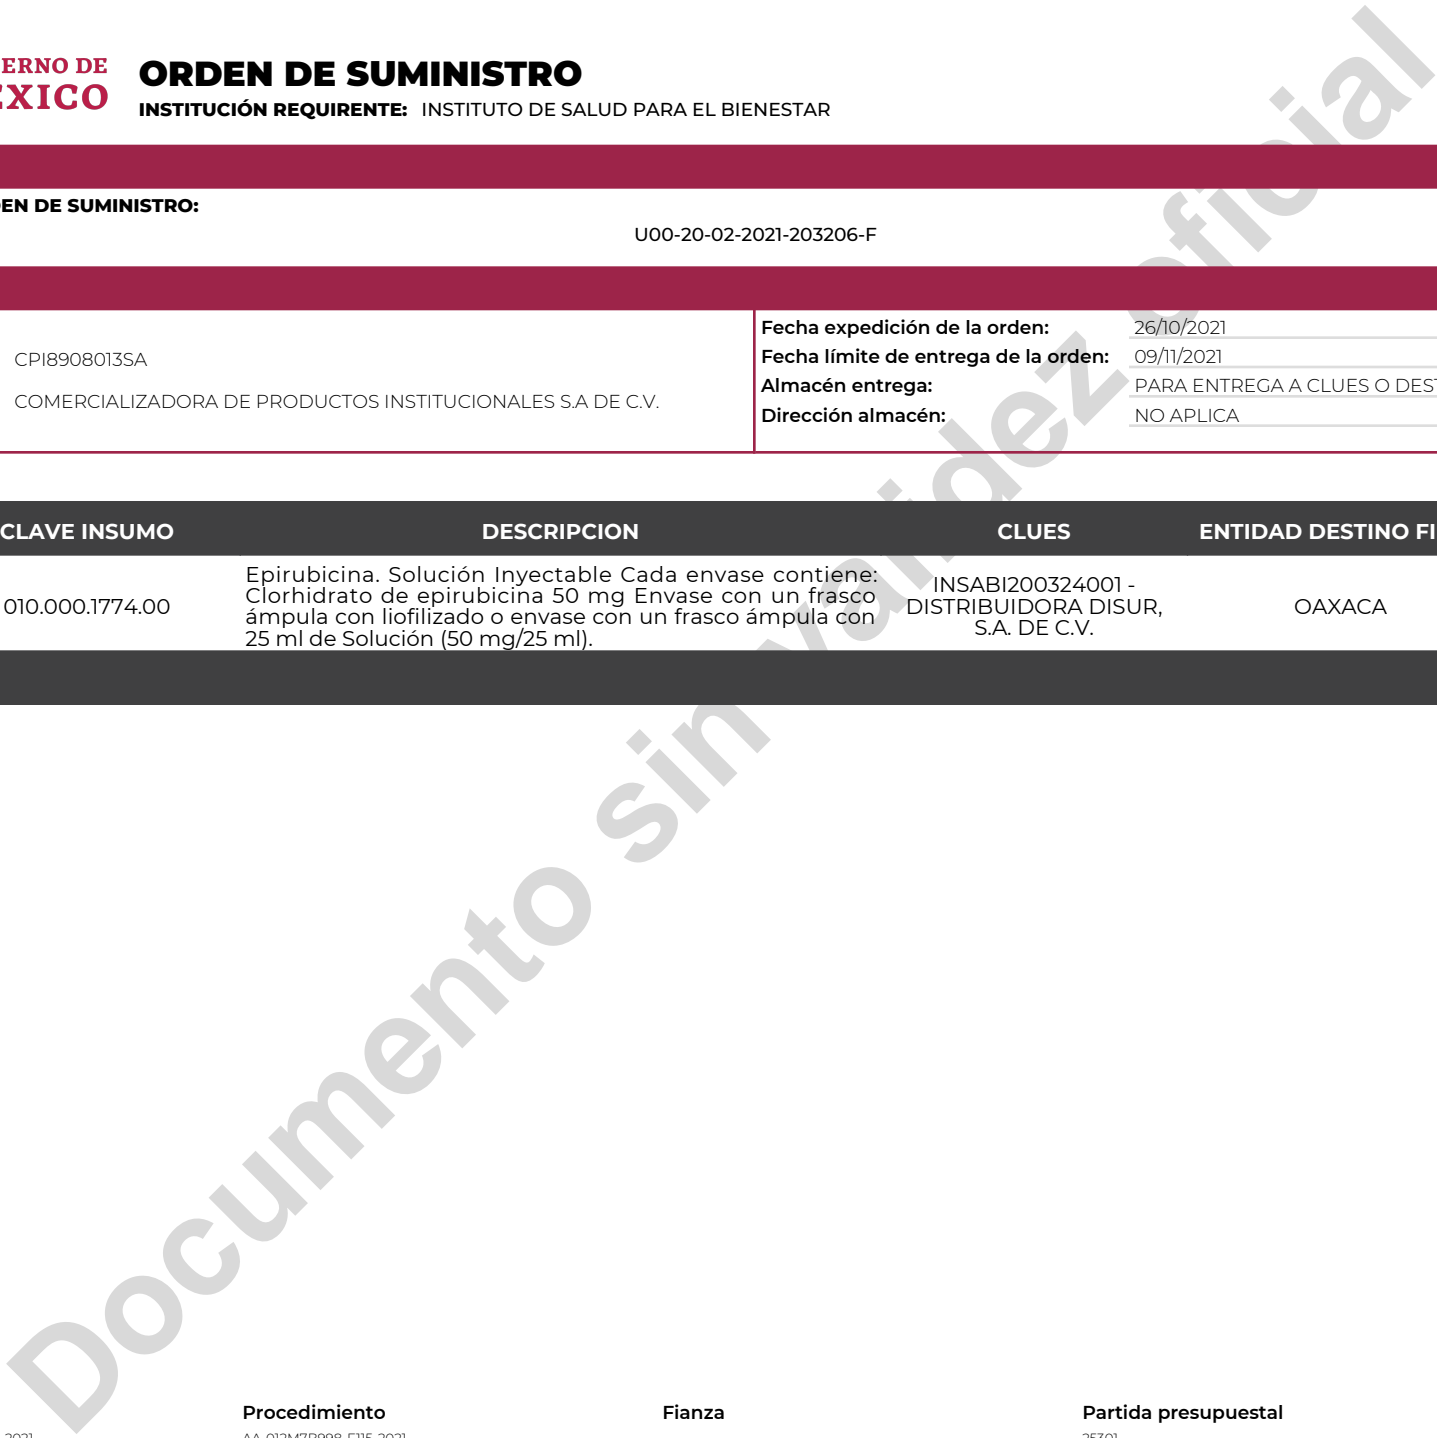 ERNO DE
ORDEN DE SUMINISTRO
EXICO
INSTITUCIÓN REQUIRENTE: INSTITUTO DE SALUD PARA EL BIENESTAR
EN DE SUMINISTRO:
U00-20-02-2021-203206-F
Fecha expedición de la orden: 26/10/2021
CPI8908013SA
Fecha límite de entrega de la orden: 09/11/2021
Almacén entrega: PARA ENTREGA A CLUES O DEST
COMERCIALIZADORA DE PRODUCTOS INSTITUCIONALES S.A DE C.V.
Dirección almacén: NO APLICA
CLAVE INSUMO DESCRIPCION CLUES ENTIDAD DESTINO FI
010.000.1774.00
Epirubicina. Solución Inyectable Cada envase contiene:
Clorhidrato de epirubicina 50 mg Envase con un frasco
ámpula con liofilizado o envase con un frasco ámpula con
25 ml de Solución (50 mg/25 ml).
INSABI200324001 -
DISTRIBUIDORA DISUR,
S.A. DE C.V.
OAXACA
Documento sin validez oficial
Procedimiento Fianza Partida presupuestal